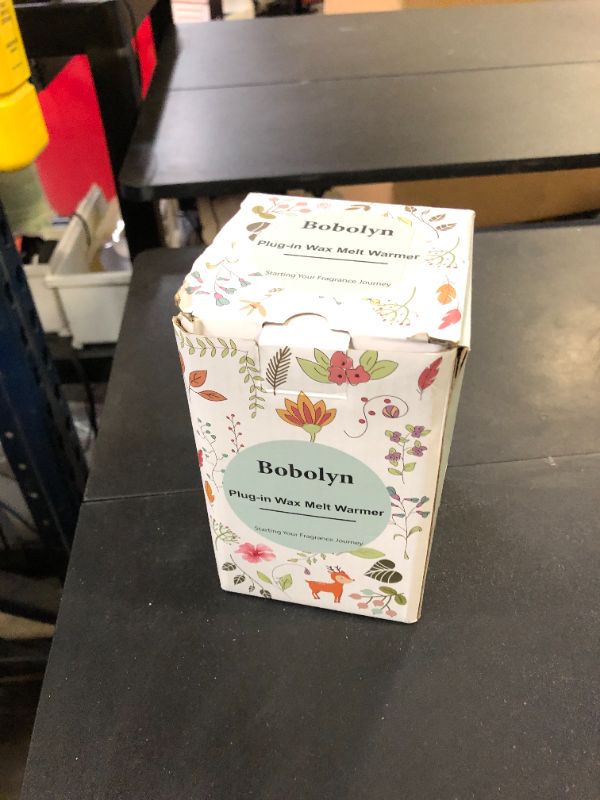 Bobolyn
Plug-in Wax Melt Warmer
Starting Your Fragrance Journey
Bobolyn
Plug-in Wax Melt Warmer
Starting Your Fragrance Journey